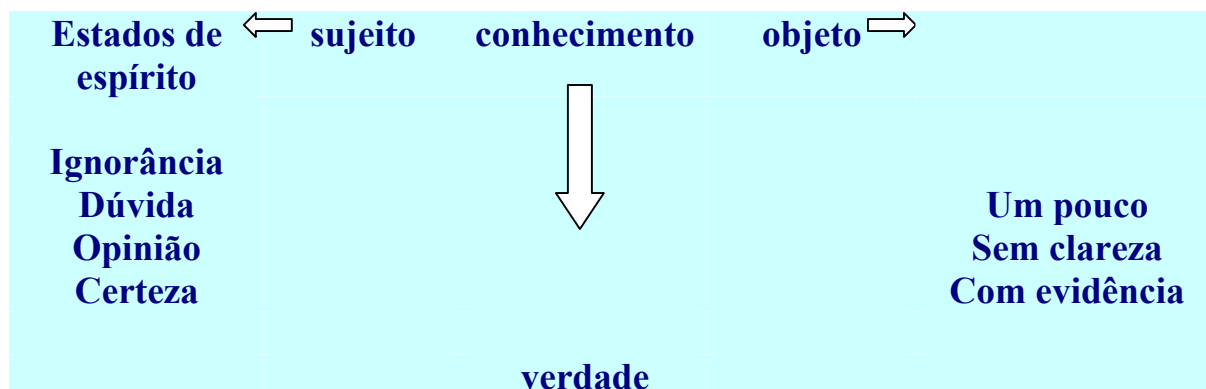 Estados de espírito sujeito conhecimento objeto
Ignorância
Dúvida Um pouco
Opinião Sem clareza
Certeza Com evidência
verdade